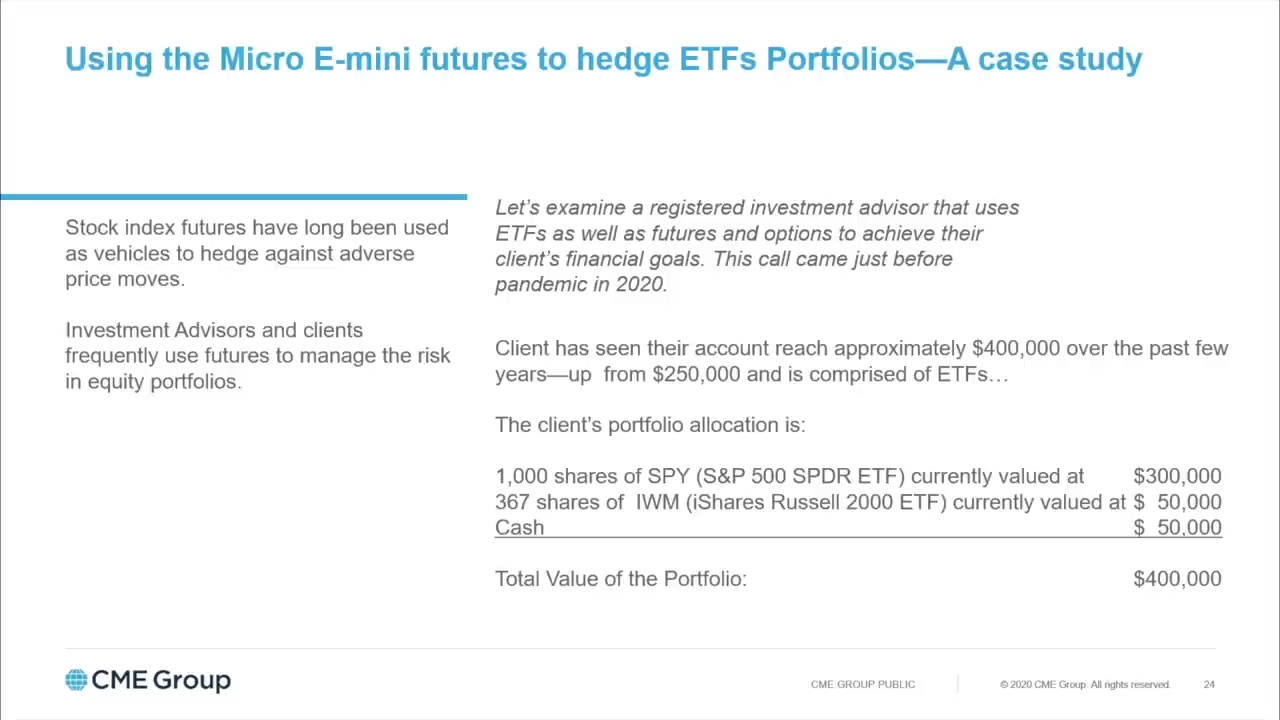 Using the Micro E-mini futures to hedge ETFs Portfolios—A case study
Stock index futures have long been used
as vehicles to hedge against adverse
price moves.
Investment Advisors and clients
frequently use futures to manage the risk
in equity portfolios.
Let's examine a registered investment advisor that uses
ETFs as well as futures and options to achieve their
client's financial goals. This call came just before
pandemic in 2020.
Client has seen their account reach approximately $400,000 over the past few
years—up from $250,000 and is comprised of ETFs…
The client's portfolio allocation is:
1,000 shares of SPY (S&P 500 SPDR ETF) currently valued at $300,000
367 shares of IWM (iShares Russell 2000 ETF) currently valued at $ 50,000
Cash $ 50,000
Total Value of the Portfolio: $400,000
CME Group
CME GROUP PUBLIC
© 2020 CME Group. All rights reserved.
24